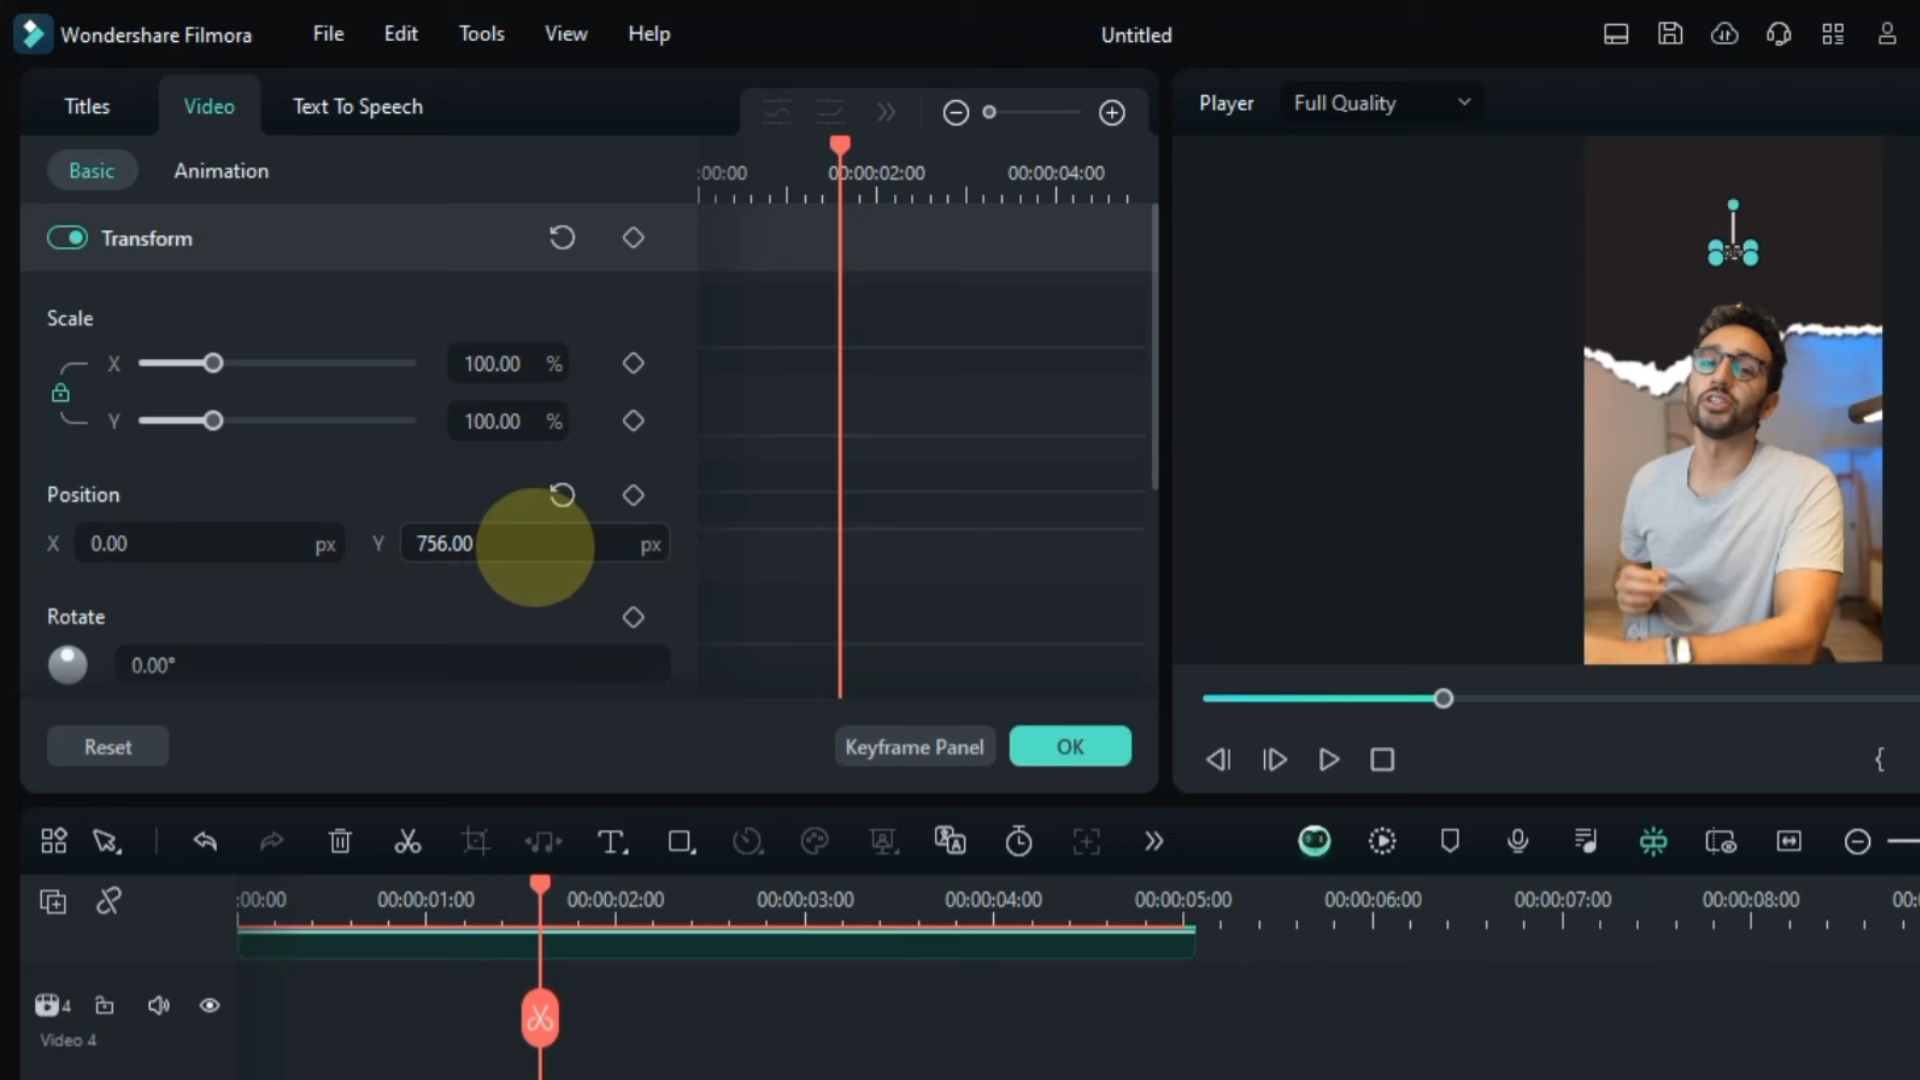 Wondershare Filmora File Edit Tools View Help Untitled
Titles Video Text To Speech
Player Full Quality
Basic Animation
:00:00 00:00:02:00 00:00:04:00
Transform
Scale
X 100.00 %
Y 100.00 %
Position
X 0.00 px Y 756.00 px
Rotate
0.00°
Reset Keyframe Panel OK
:00:00 00:00:01:00 00:00:02:00 00:00:03:00 00:00:04:00 00:00:05:00 00:00:06:00 00:00:07:00 00:00:08:00 00:
4
Video 4